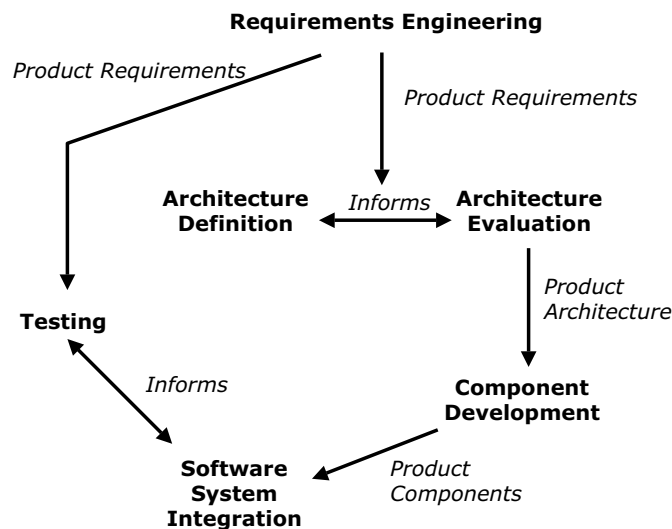 Requirements Engineering
Product Requirements
Product Requirements
Architecture
Definition
Informs
Architecture
Evaluation
Product
Architecture
Testing
Informs
Component
Development
Software
System
Integration
Product
Components